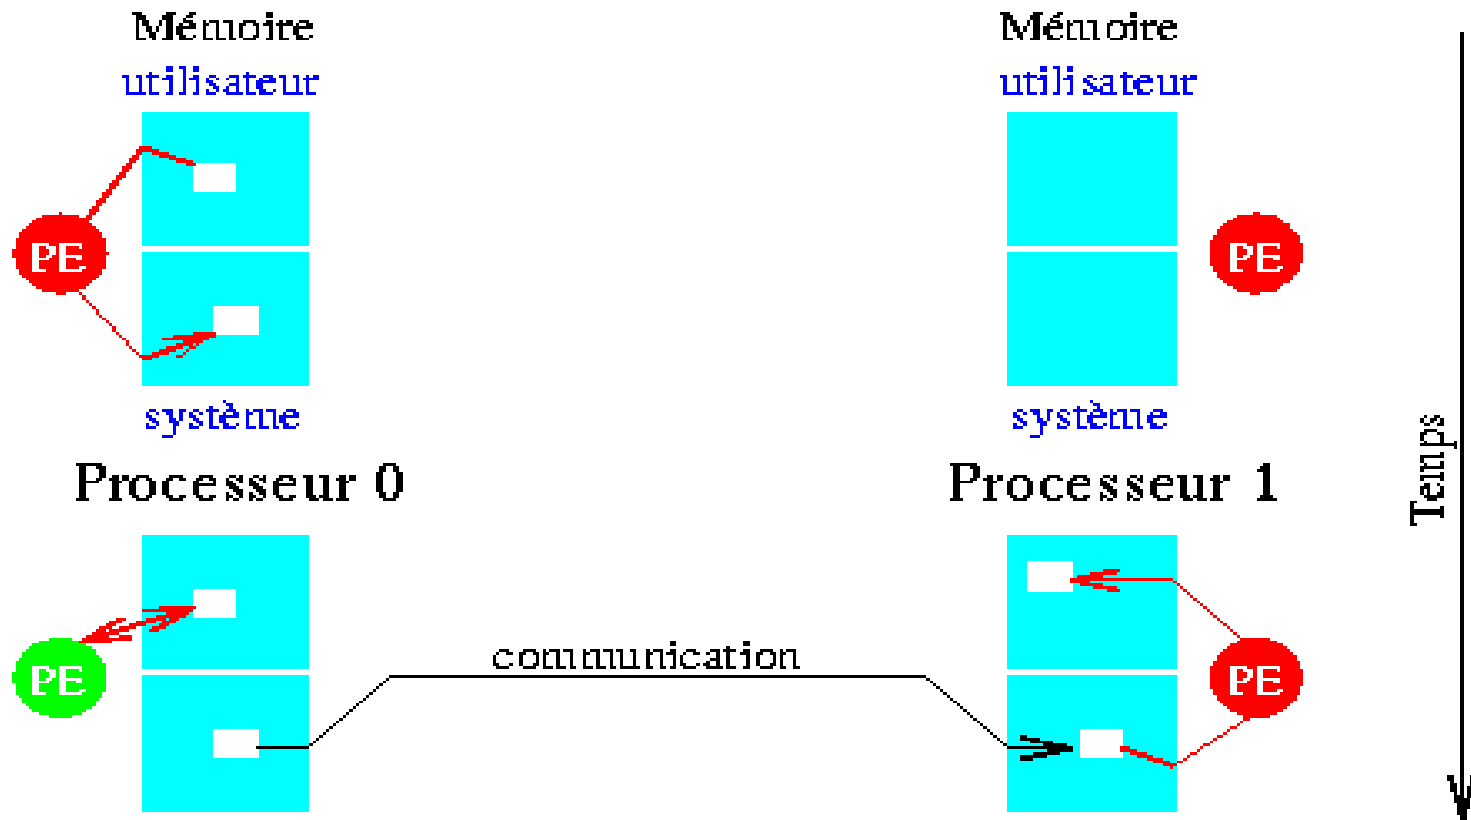 Mémoire
Mémoire
utilisateur
utilisateur
PE
PE
système
système
Processeur 0
Processeur 1
Temps
communication
PE
PE